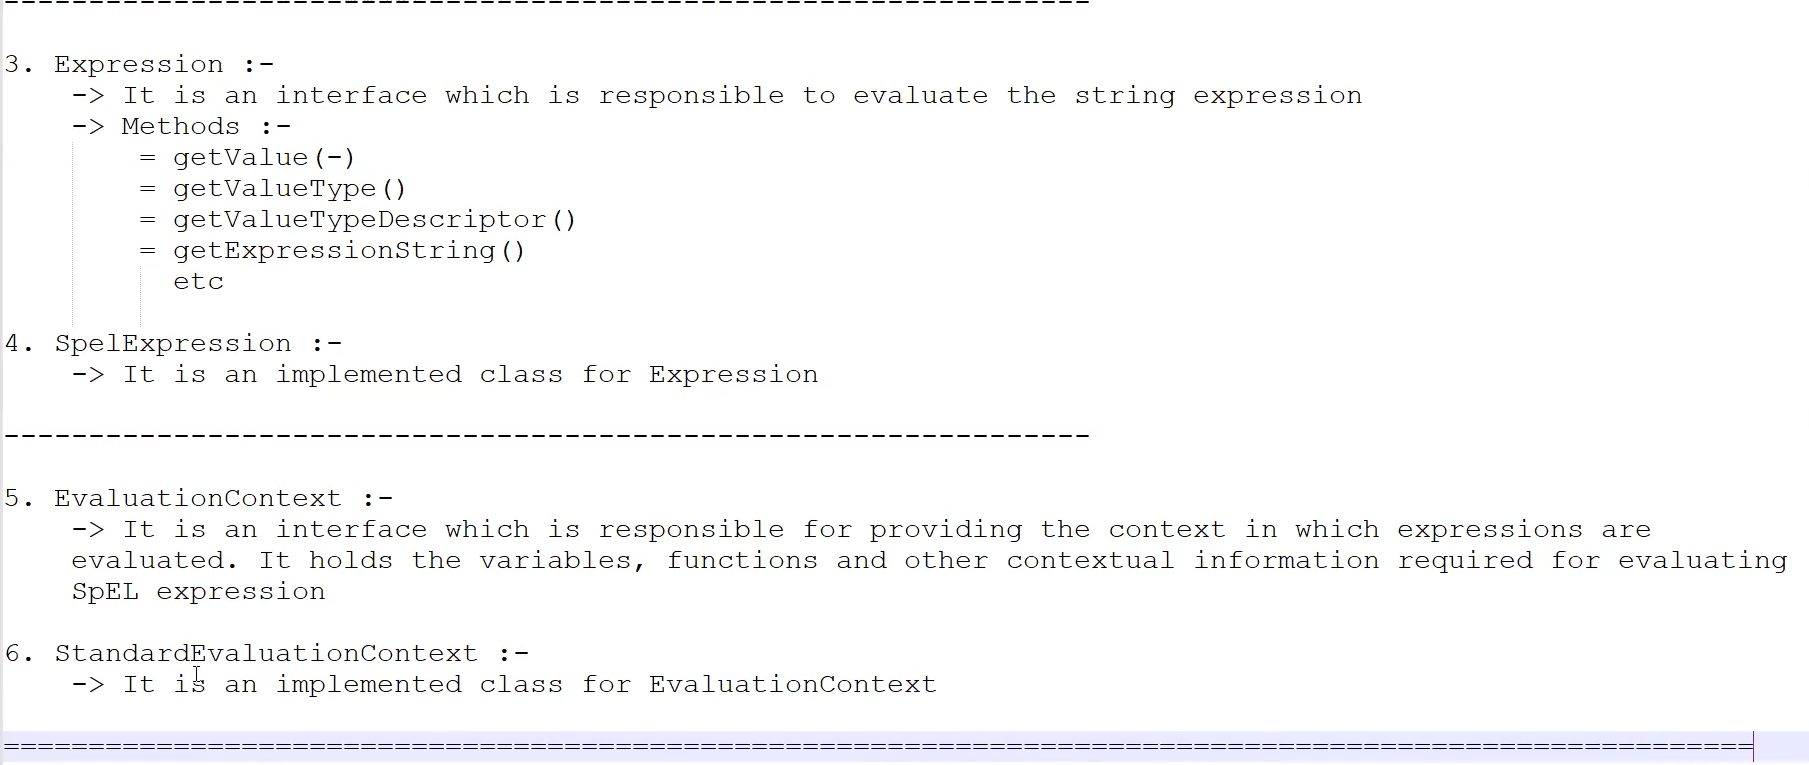 -----------------------------------------------------------------
3. Expression :-
-> It is an interface which is responsible to evaluate the string expression
-> Methods :-
= getValue(-)
= getValueType()
= getValueTypeDescriptor()
= getExpressionString()
etc
4. SpelExpression :-
-> It is an implemented class for Expression
-----------------------------------------------------------------
5. EvaluationContext :-
-> It is an interface which is responsible for providing the context in which expressions are
evaluated. It holds the variables, functions and other contextual information required for evaluating
SpEL expression
6. StandardEvaluationContext :-
-> It is an implemented class for EvaluationContext
=======================================================================================================